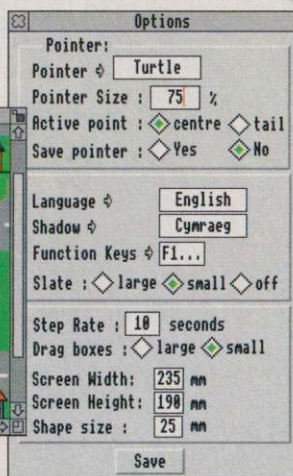 Options
Pointer:
Pointer Turtle
Pointer Size : 75 %
Active point : centre tail
Save pointer : Yes No
Language English
Shadow Cymraeg
Function Keys F1...
Slate : large small off
Step Rate : 10 seconds
Drag boxes : large small
Screen Width: 235 mm
Screen Height: 190 mm
Shape size : 25 mm
Save